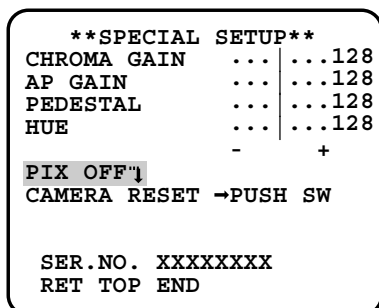 **SPECIAL SETUP**
CHROMA GAIN ...|...128
AP GAIN ...|...128
PEDESTAL ...|...128
HUE ...|...128
- +
PIX OFF
CAMERA RESET →PUSH SW
SER.NO. XXXXXXXX
RET TOP END